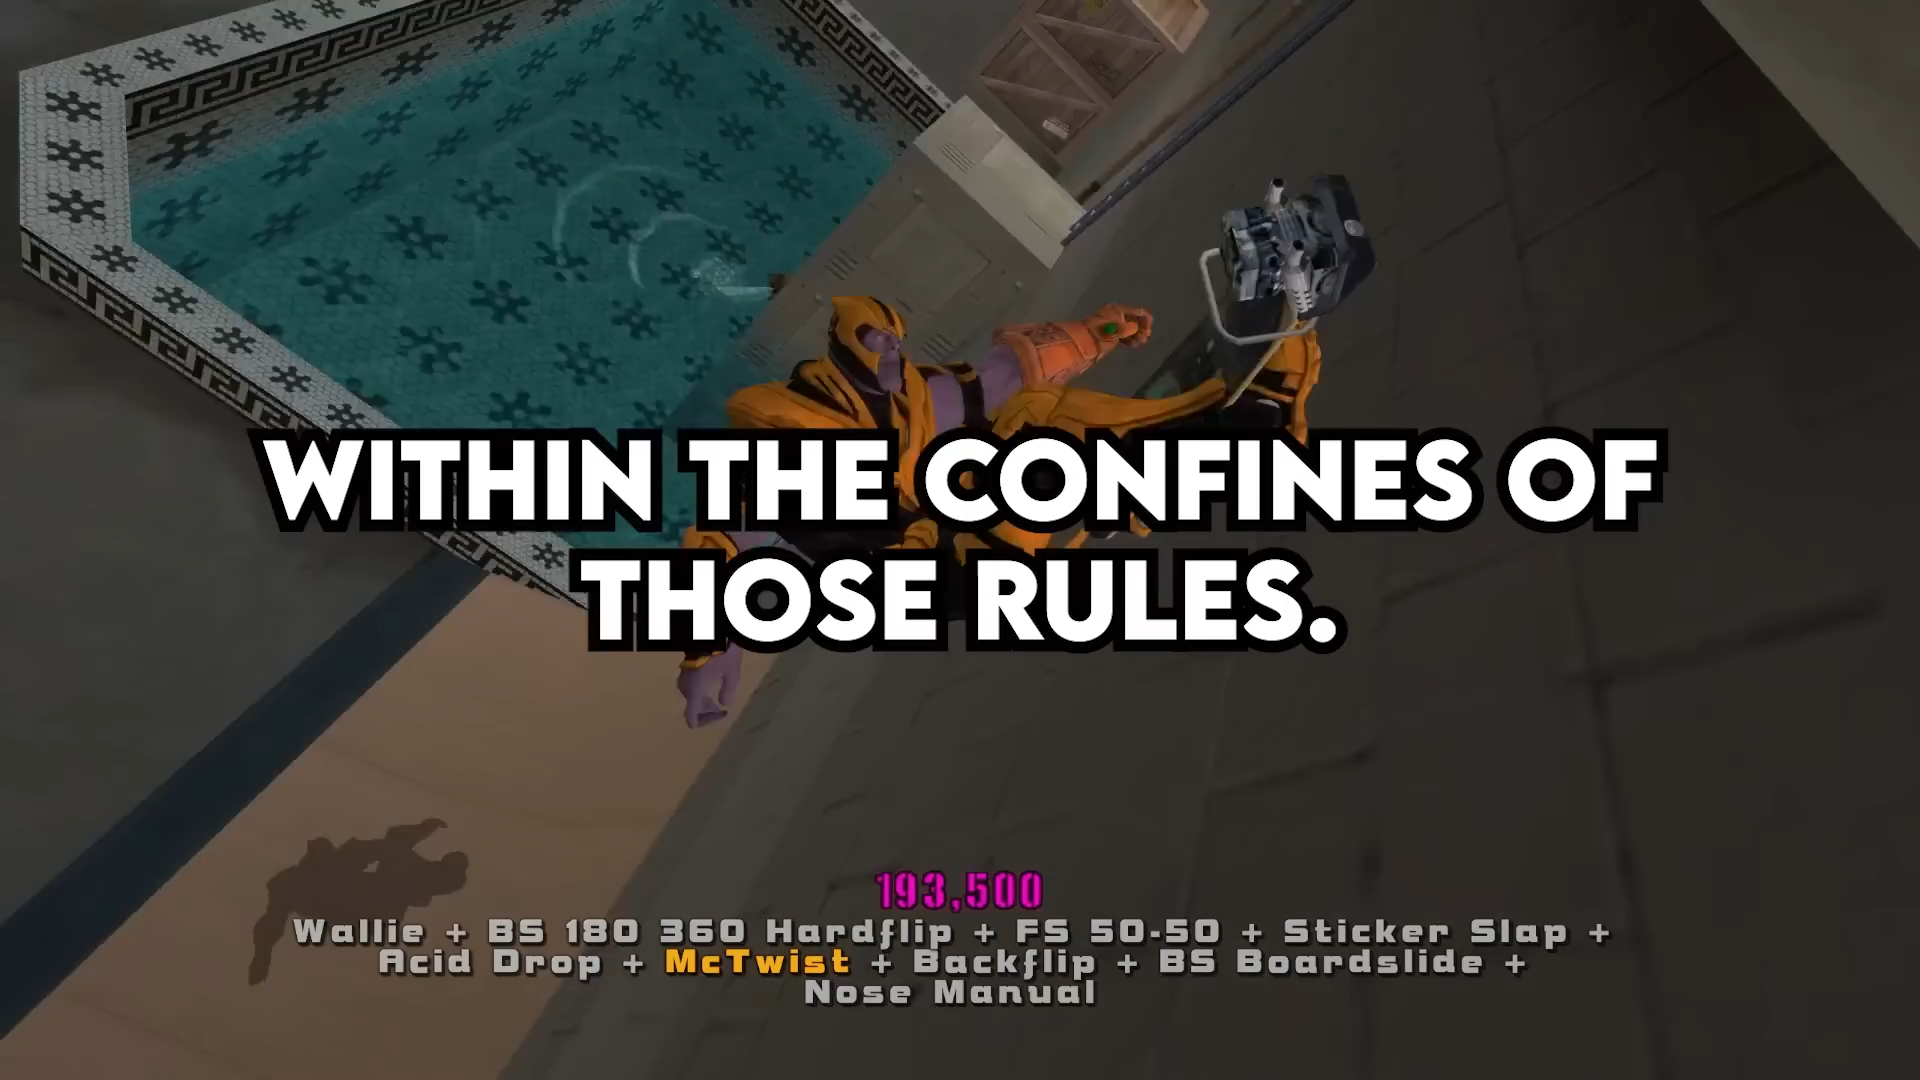 WITHIN THE CONFINES OF
THOSE RULES.
193,500
Wallie + BS 180 360 Hardflip + FS 50-50 + Sticker Slap +
Acid Drop + McTwist + Backflip + BS Boardslide +
Nose Manual